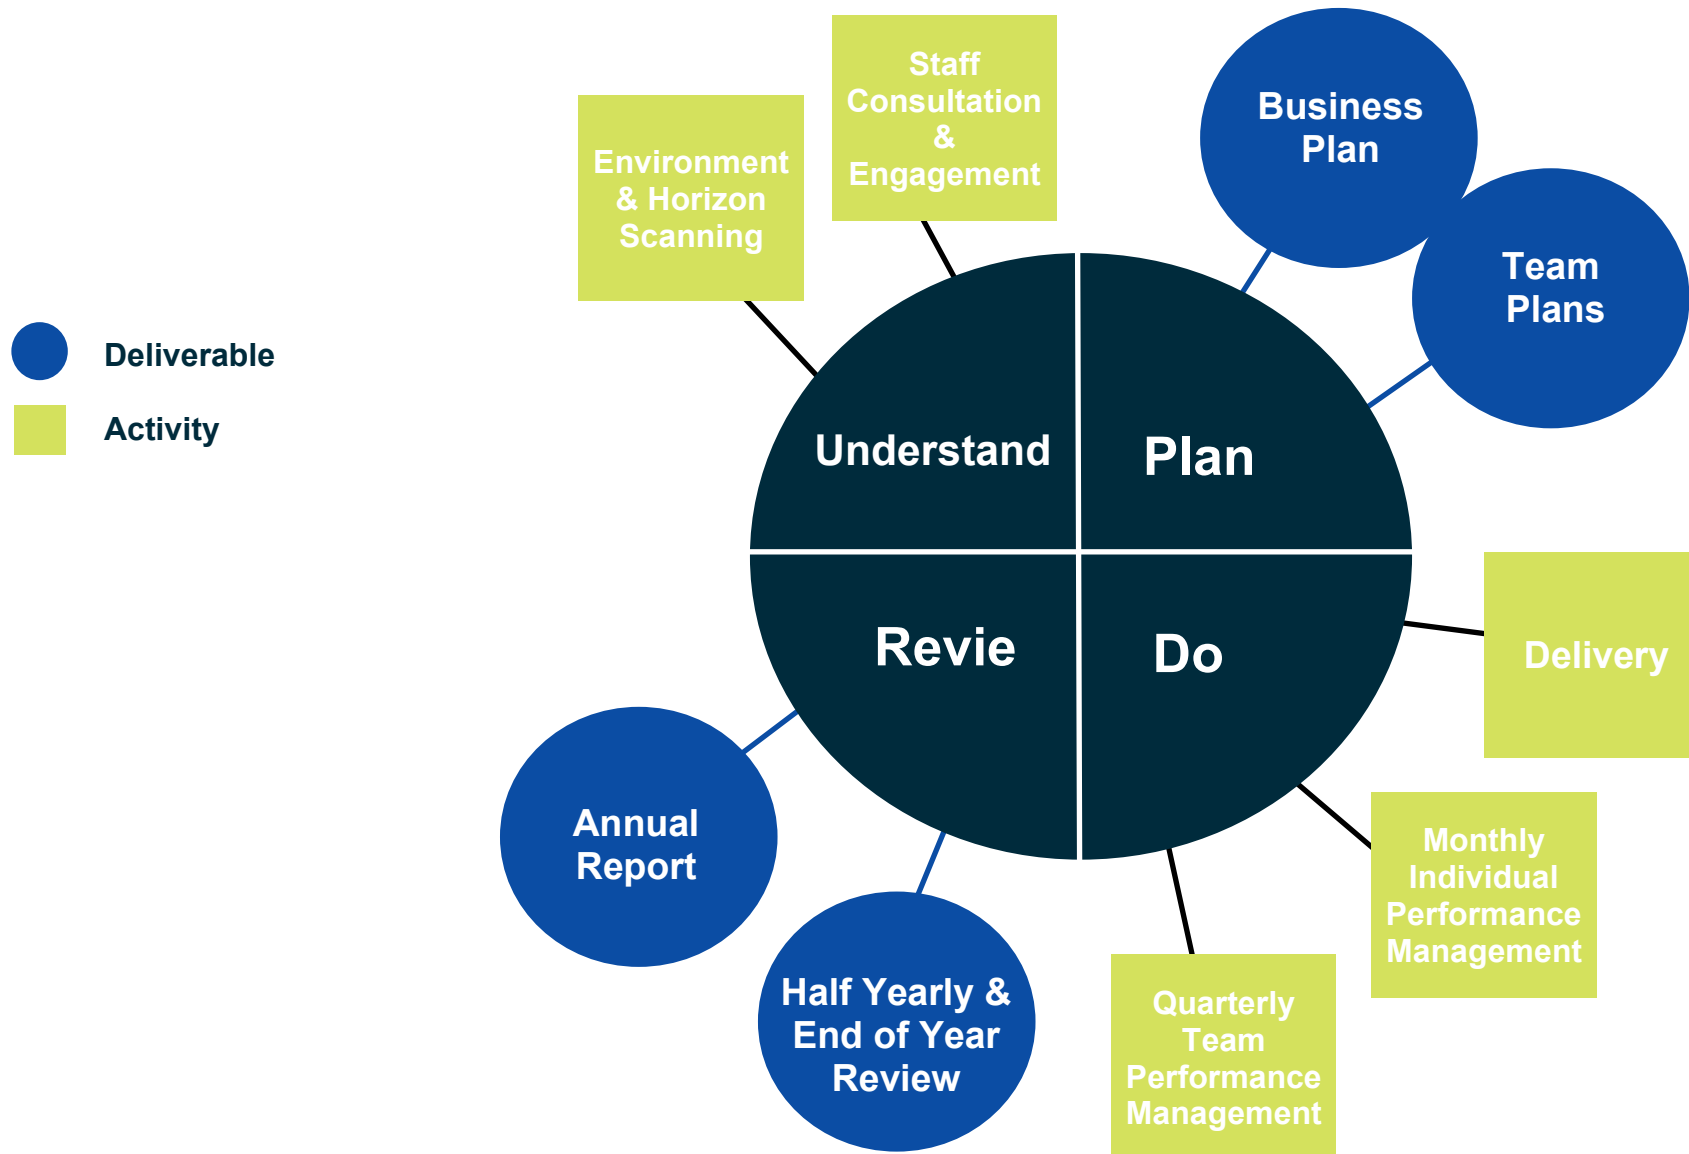 Staff
Consultation
&
Engagement
Environment
& Horizon
Scanning
Business
Plan
Team
Plans
Deliverable
Activity
Understand
Plan
Revie
Do
Delivery
Annual
Report
Monthly
Individual
Performance
Management
Half Yearly &
End of Year
Review
Quarterly
Team
Performance
Management